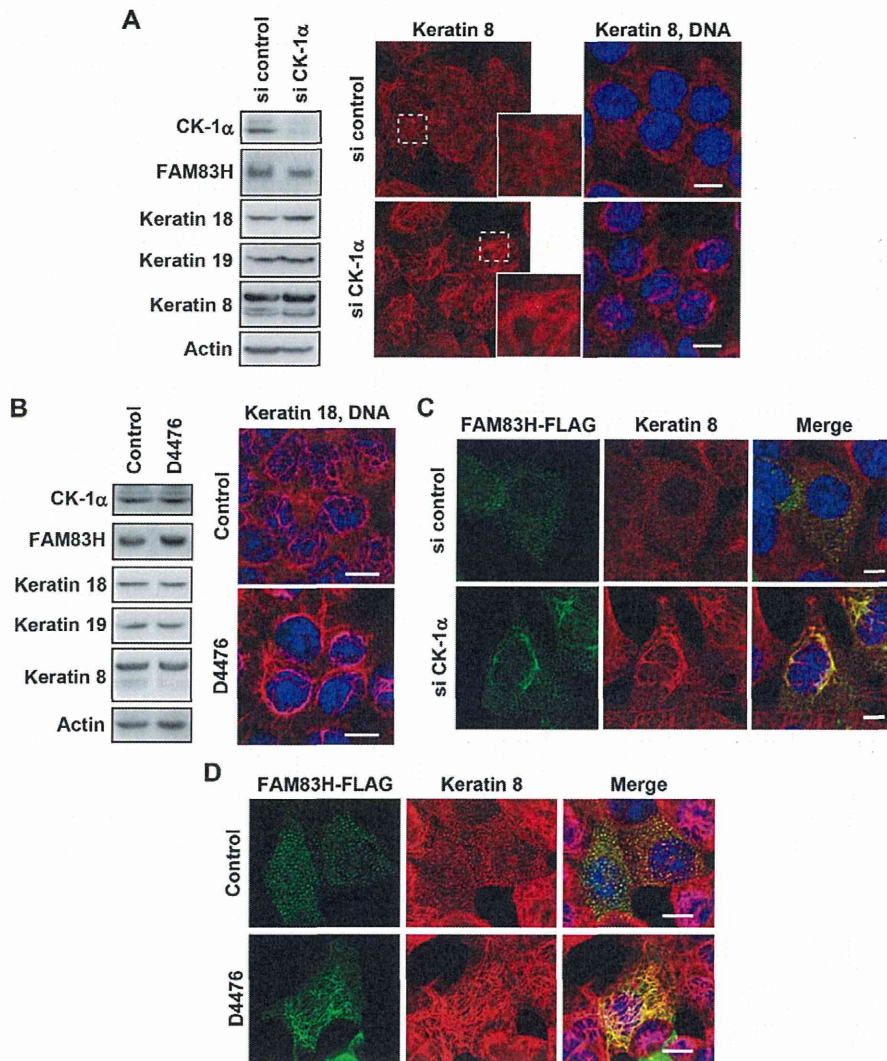 A
si control
si CK-1α
CK-1α
FAM83H
Keratin 18
Keratin 19
Keratin 8
Actin
Keratin 8
Keratin 8, DNA
si control
si CK-1α
B
Control
D4476
CK-1α
FAM83H
Keratin 18
Keratin 19
Keratin 8
Actin
Keratin 18, DNA
Control
D4476
C
FAM83H-FLAG
Keratin 8
Merge
si control
si CK-1α
D
FAM83H-FLAG
Keratin 8
Merge
Control
D4476